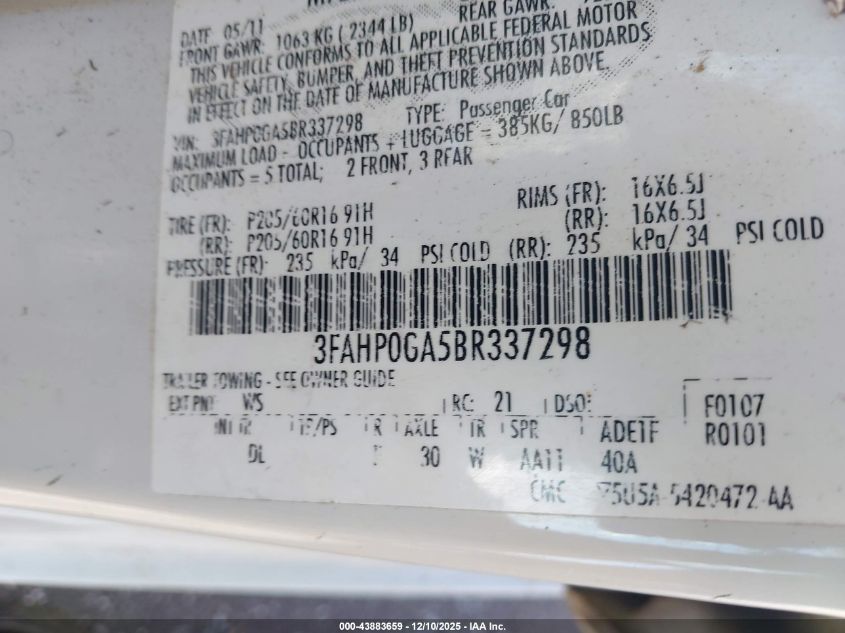 DATE 05/11
REAR GAWR:
FRONT GAWR: 1063 KG ( 2344 LB)
THIS VEHICLE CONFORMS TO ALL APPLICABLE FEDERAL MOTOR
VEHICLE SAFETY, BUMPER, AND THEFT PREVENTION STANDARDS
IN EFFECT ON THE DATE OF MANUFACTURE SHOWN ABOVE.
VIN: 3FAHP0GA5BR337298 TYPE: Passenger Car
MAXIMUM LOAD - OCCUPANTS + LUGGAGE = 385KG/ 850LB
OCCUPANTS = 5 TOTAL; 2 FRONT, 3 REAR
RIMS (FR): 16X6.5J
TIRE (FR): P205/60R16 91H (RR): 16X6.5J
(RR): P205/60R16 91H
PRESSURE (FR): 235 kPa/ 34 PSI COLD (RR): 235 kPa/ 34 PSI COLD
3FAHP0GA5BR337298
TRAILER TOWING - SEE OWNER GUIDE
EXT PNT WS RC: 21 DSO: F0107
INT TR TP/PS R AXLE TR SPR ADE1F R0101
DL 30 W AA11 40A
5420472 AA
000-43883659 - 12/10/2025 - IAA Inc.